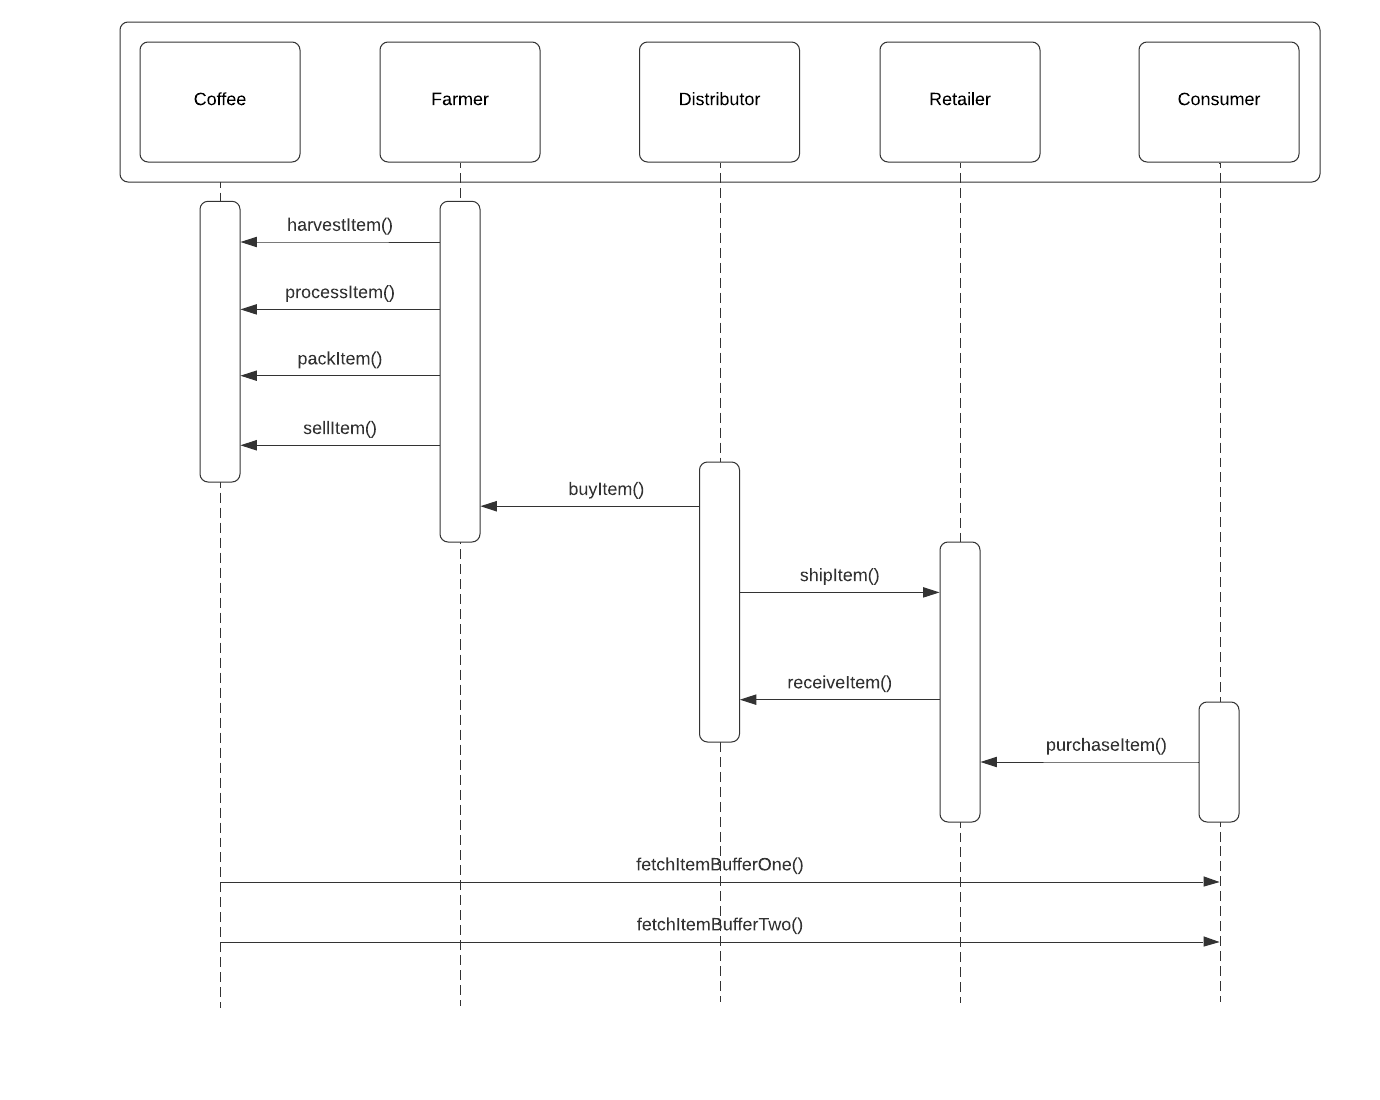 Coffee
Farmer
Distributor
Retailer
Consumer
harvestItem()
processItem()
packItem()
sellItem()
buyItem()
shipItem()
receiveItem()
purchaseItem()
fetchItemBufferOne()
fetchItemBufferTwo()